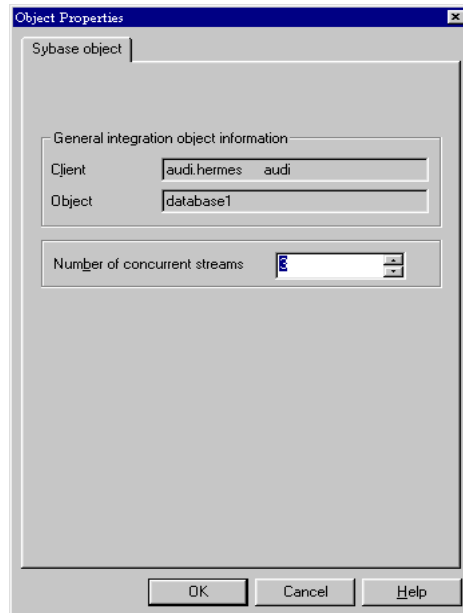 Object Properties
Sybase object
General integration object information
Client audi.hermes audi
Object database1
Number of concurrent streams 3
OK Cancel Help